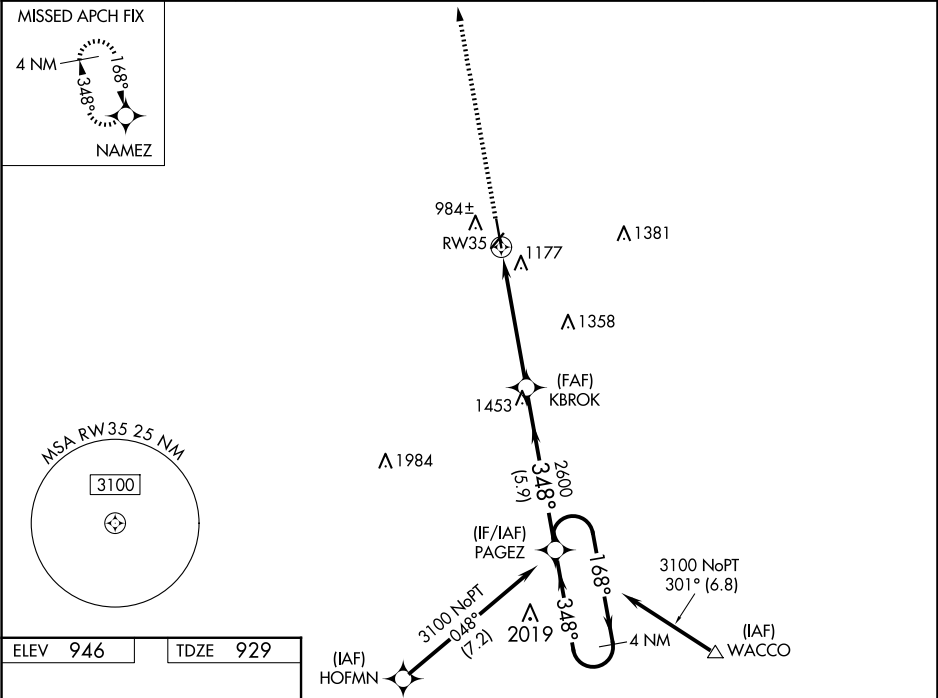 MISSED APCH FIX
4 NM
168°
348°
NAMEZ
984±
RW35
1177
1381
1358
(FAF)
KBROK
1453
MSA RW35 25 NM
3100
1984
2600
348°
(5.9)
(IF/IAF)
PAGEZ
168°
348°
4 NM
3100 NoPT
301° (6.8)
3100 NoPT
048°
(7.2)
2019
(IAF)
WACCO
(IAF)
HOFMN
ELEV 946
TDZE 929